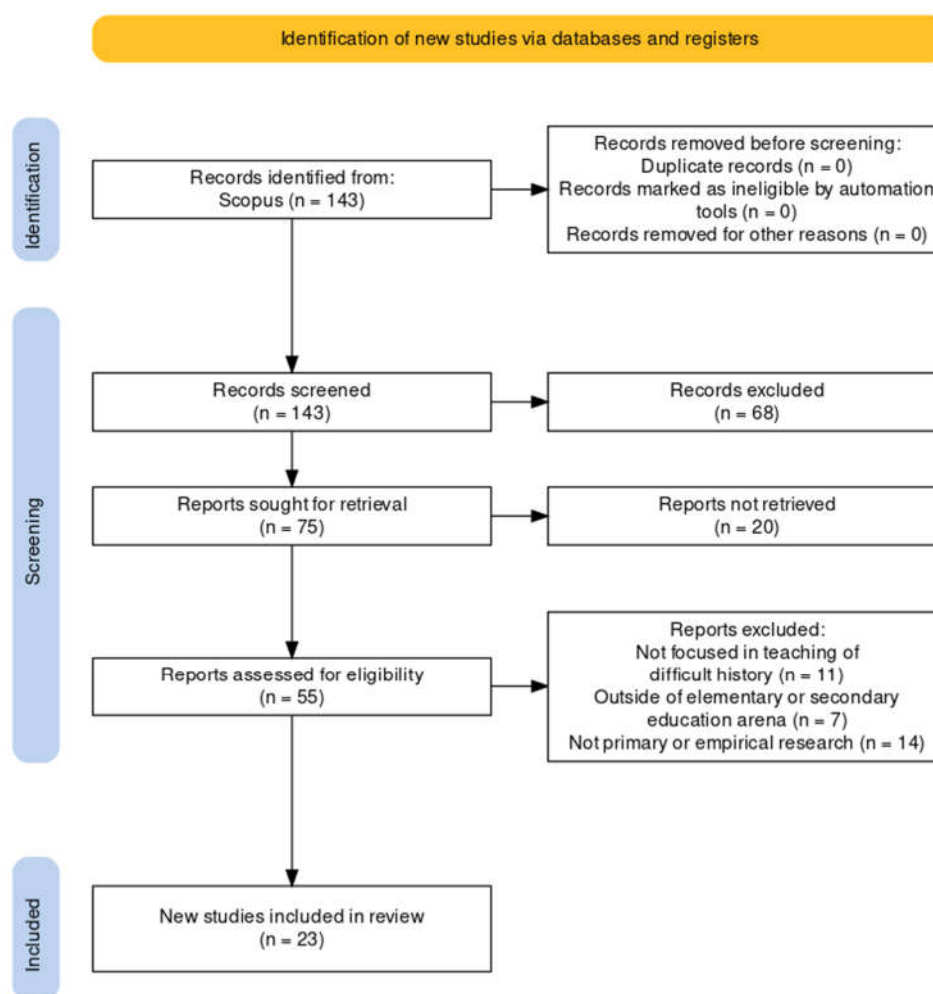 Identification of new studies via databases and registers
Identification
Records identified from:
Scopus (n = 143)
Records removed before screening:
Duplicate records (n = 0)
Records marked as ineligible by automation
tools (n = 0)
Records removed for other reasons (n = 0)
Screening
Records screened
(n = 143)
Records excluded
(n = 68)
Reports sought for retrieval
(n = 75)
Reports not retrieved
(n = 20)
Reports assessed for eligibility
(n = 55)
Reports excluded:
Not focused in teaching of
difficult history (n = 11)
Outside of elementary or secondary
education arena (n = 7)
Not primary or empirical research (n = 14)
Included
New studies included in review
(n = 23)